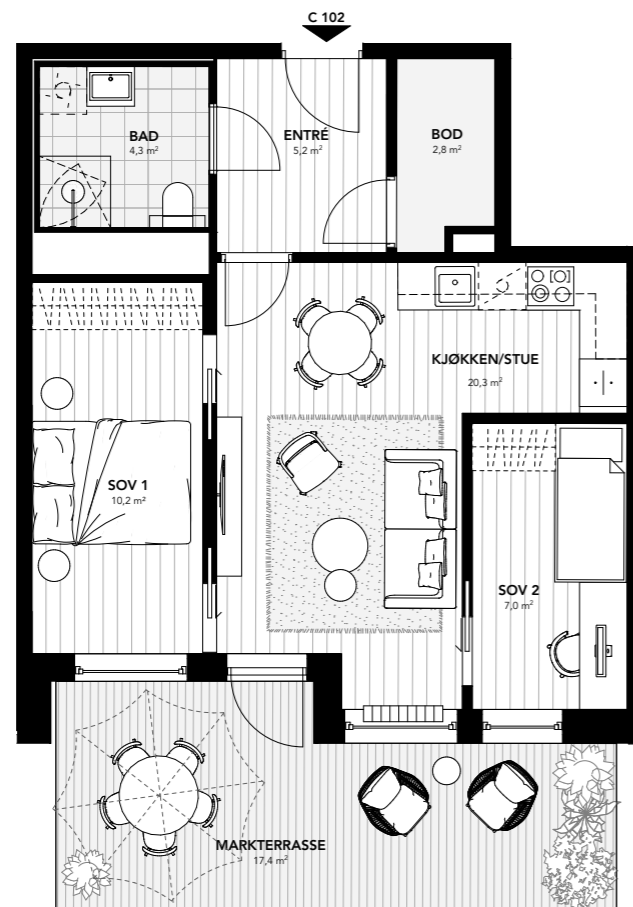 C 102
BAD
4,3 m²
ENTRÉ
5,2 m²
BOD
2,8 m²
KJØKKEN/STUE
20,3 m²
SOV 1
10,2 m²
SOV 2
7,0 m²
MARKTERRASSE
17,4 m²